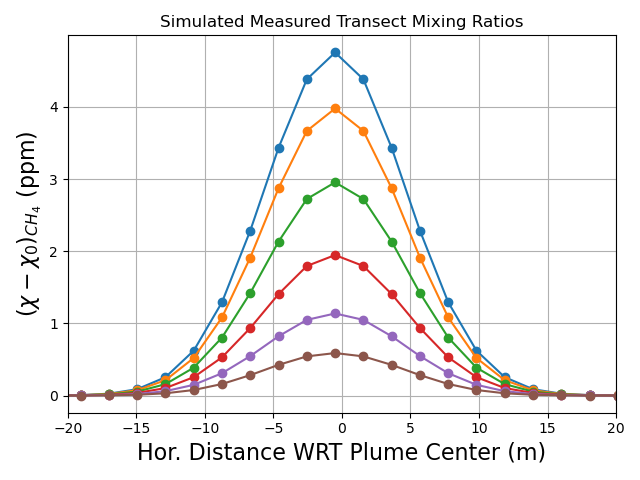 Simulated Measured Transect Mixing Ratios
(χ − χ₀)_{CH₄} (ppm)
4
3
2
1
0
−20 −15 −10 −5 0 5 10 15 20
Hor. Distance WRT Plume Center (m)